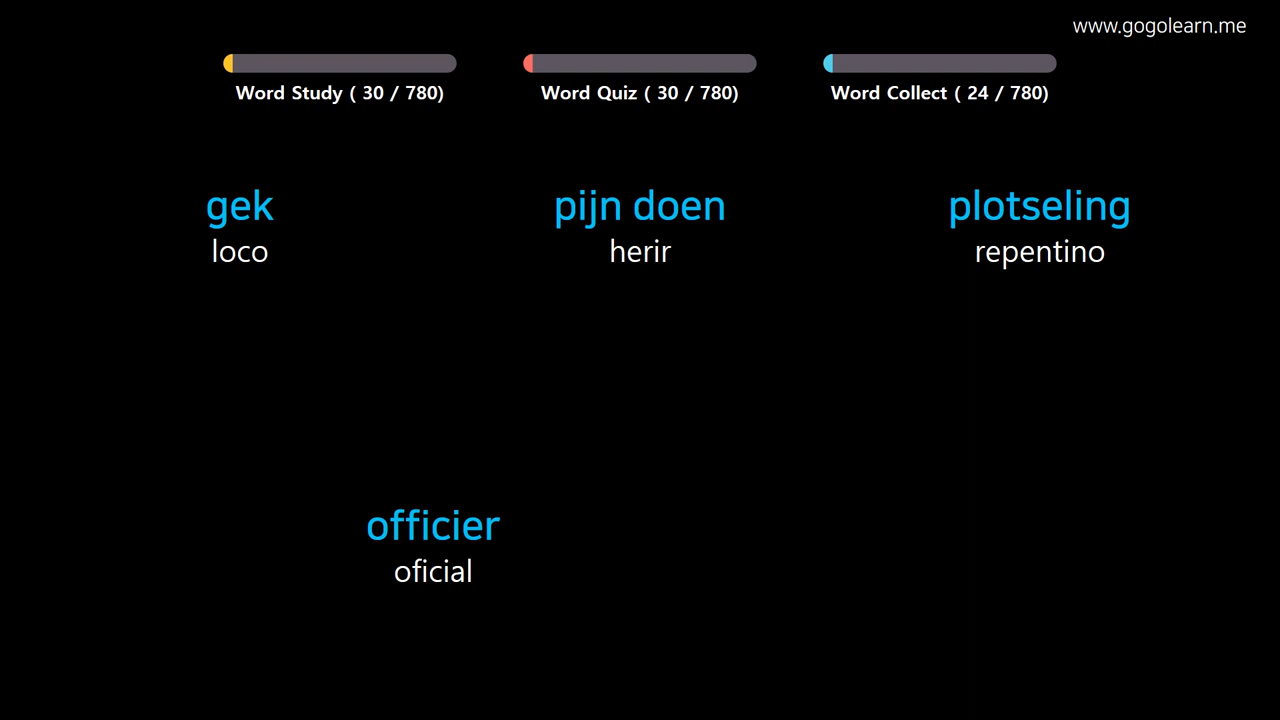 www.gogolearn.me
Word Study ( 30 / 780)
Word Quiz ( 30 / 780)
Word Collect ( 24 / 780)
gek
loco
pijn doen
herir
plotseling
repentino
officier
oficial